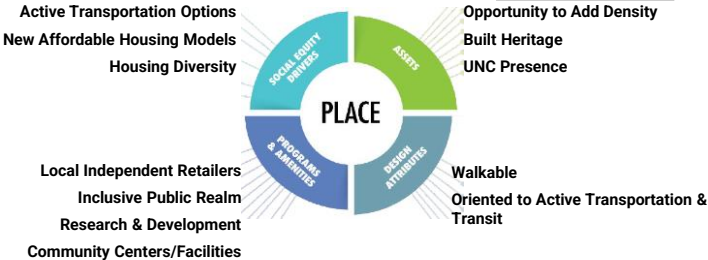 Active Transportation Options
New Affordable Housing Models
Housing Diversity
Opportunity to Add Density
Built Heritage
UNC Presence
SOCIAL EQUITY
DRIVERS
ASSETS
PLACE
PROGRAMS
& AMENITIES
DESIGN
ATTRIBUTES
Local Independent Retailers
Inclusive Public Realm
Research & Development
Community Centers/Facilities
Walkable
Oriented to Active Transportation &
Transit